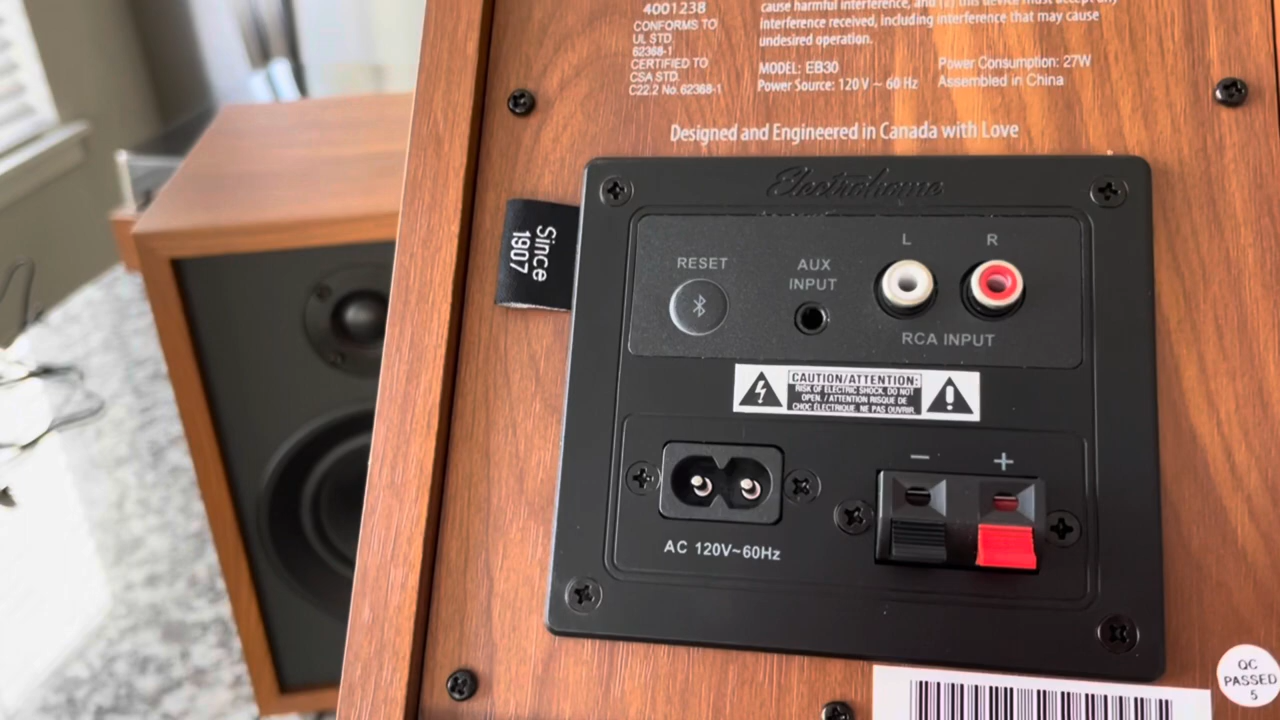 4001238
CONFORMS TO
UL STD
62368-1
CERTIFIED TO
CSA STD.
C22.2 No.62368-1
cause harmful interference, and (2) this device must accept any
interference received, including interference that may cause
undesired operation.
MODEL: EB30
Power Source: 120 V ~ 60 Hz
Power Consumption: 27W
Assembled in China
Designed and Engineered in Canada with Love
Electrohome
Since
1907
RESET
AUX
INPUT
L
R
RCA INPUT
CAUTION/ATTENTION:
RISK OF ELECTRIC SHOCK. DO NOT
OPEN. / ATTENTION RISQUE DE
CHOC ÉLECTRIQUE. NE PAS OUVRIR.
AC 120V~60Hz
− +
QC
PASSED
5